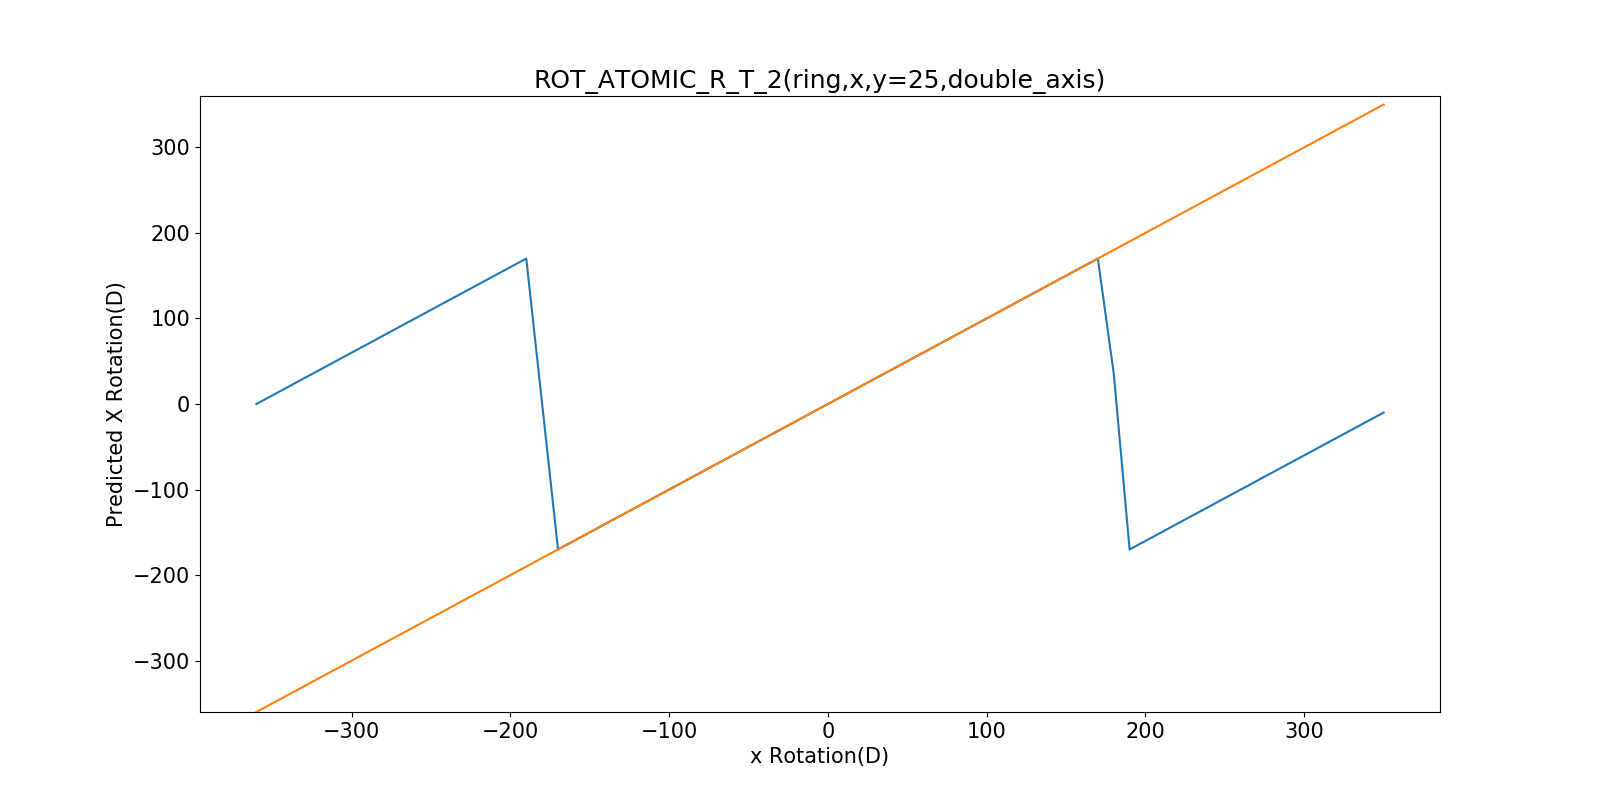 ROT_ATOMIC_R_T_2(ring,x,y=25,double_axis)
300
200
100
0
−100
−200
−300
Predicted X Rotation(D)
−300 −200 −100 0 100 200 300
x Rotation(D)